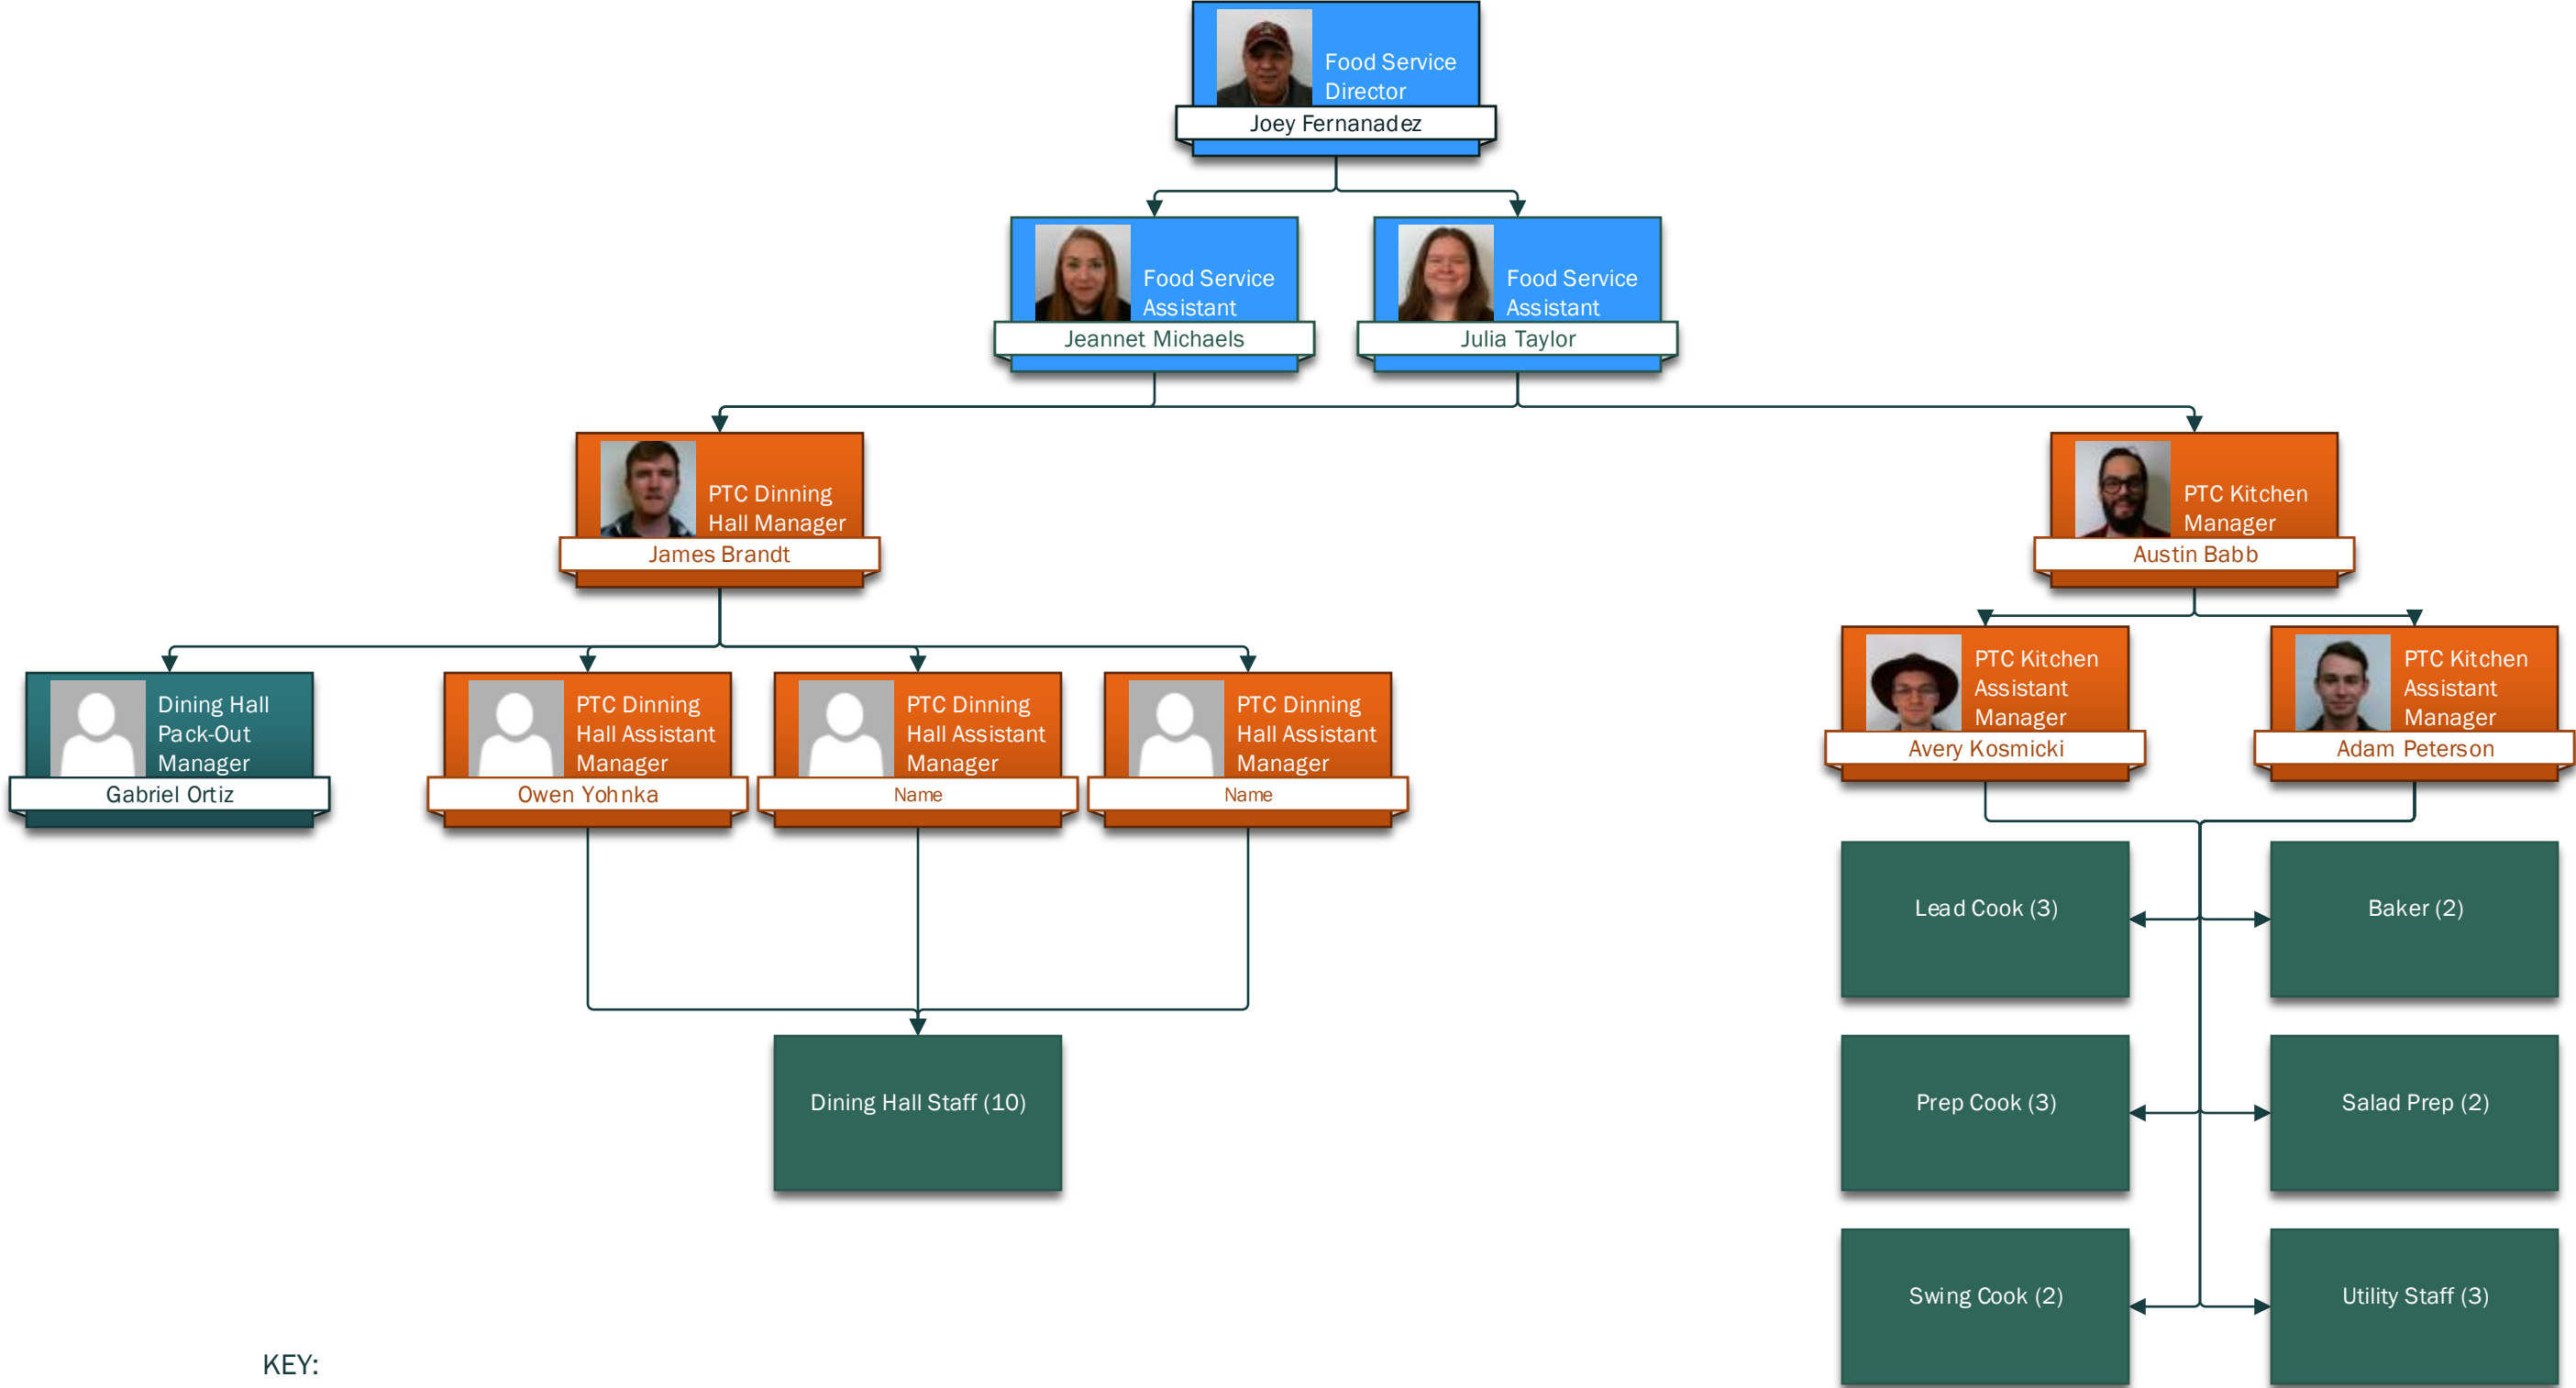 Food Service
Director
Joey Fernanadez
Food Service
Assistant
Jeannet Michaels
Food Service
Assistant
Julia Taylor
PTC Dinning
Hall Manager
James Brandt
PTC Kitchen
Manager
Austin Babb
Dining Hall
Pack-Out
Manager
Gabriel Ortiz
PTC Dinning
Hall Assistant
Manager
Owen Yohnka
PTC Dinning
Hall Assistant
Manager
Name
PTC Dinning
Hall Assistant
Manager
Name
PTC Kitchen
Assistant
Manager
Avery Kosmicki
PTC Kitchen
Assistant
Manager
Adam Peterson
Lead Cook (3)
Baker (2)
Dining Hall Staff (10)
Prep Cook (3)
Salad Prep (2)
Swing Cook (2)
Utility Staff (3)
KEY: